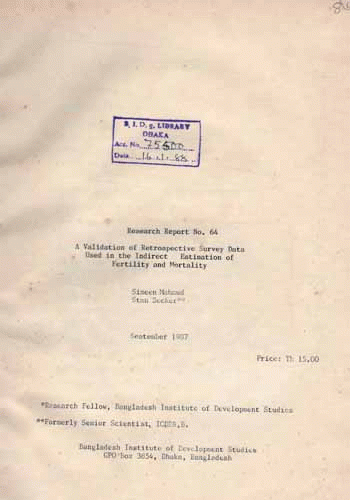 B. I. D. S. LIBRARY
DHAKA
Acc. No. 75500
Date 16.1.88
Research Report No. 64
A Validation of Retrospective Survey Data
Used in the Indirect Estimation of
Fertility and Mortality
Simeen Mahmud
Stan Becker**
September 1987
Price: Tk 15.00
*Research Fellow, Bangladesh Institute of Development Studies
**Formerly Senior Scientist, ICDDR,B.
Bangladesh Institute of Development Studies
GPO Box 3854, Dhaka, Bangladesh